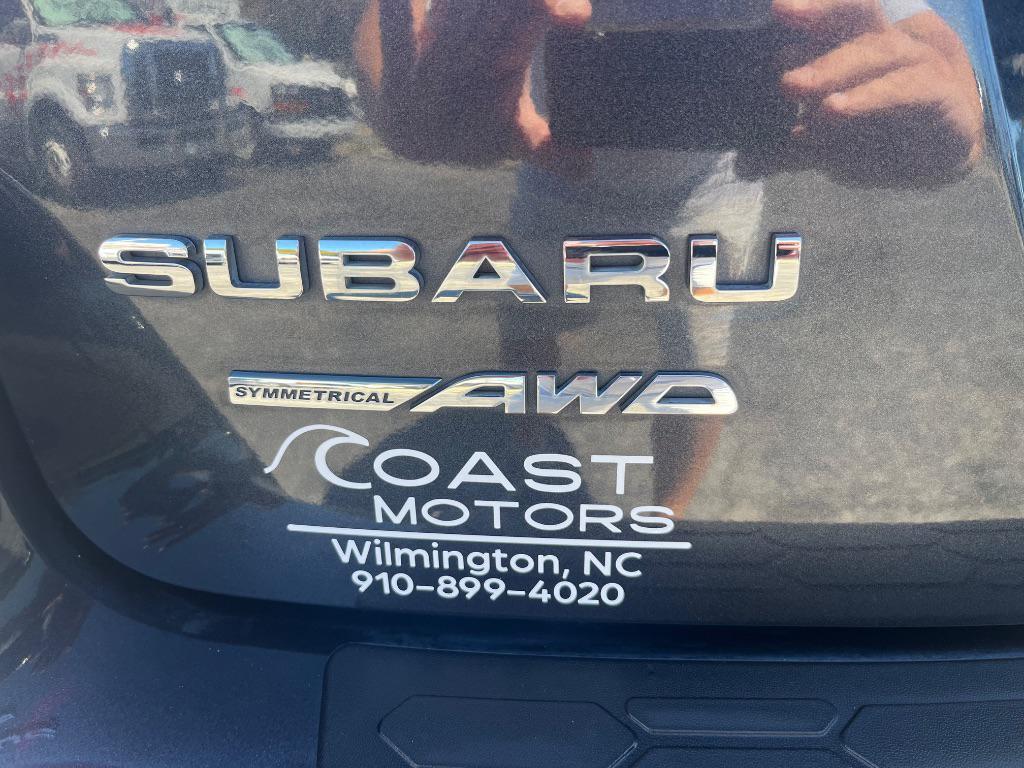 SUBARU
SYMMETRICAL AWD
COAST
MOTORS
Wilmington, NC
910-899-4020